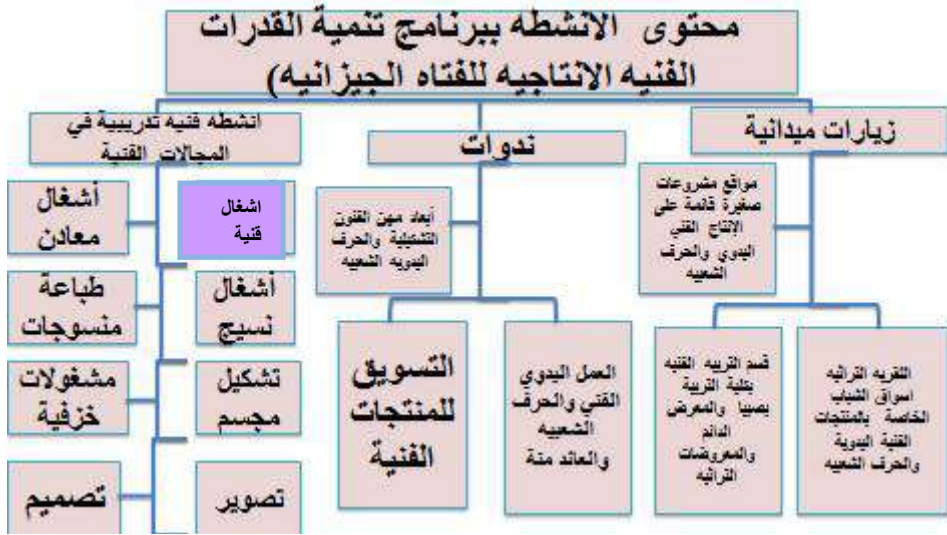 محتوى الانشطه ببرنامج تنمية القدرات
الفنيه الانتاجيه للفتاه الجيزانيه)
زيارات ميدانية
ندوات
انشطه فنيه تدريبية في
المجالات الفنية
مواقع مشروعات
صغيرة قائمة على
الإنتاج الفني
اليدوي والحرف
الشعبيه
أبعاد مهن الفنون
التشكيلية والحرف
اليدويه الشعبيه
اشغال
فنية
أشغال
معادن
أشغال
نسيج
طباعة
منسوجات
تشكيل
مجسم
مشغولات
خزفية
تصوير
تصميم
القريه التراثيه
اسواق الشباب
الخاصة بالمنتجات
الفنية اليدوية
والحرف الشعبيه
قسم التربيه الفنيه
بكلية التربية
بصبيا والمعرض
الدائم
والمعروضات
التراثيه
العمل اليدوي
الفني والحرف
الشعبيه
والعائد منة
التسويق
للمنتجات
الفنية